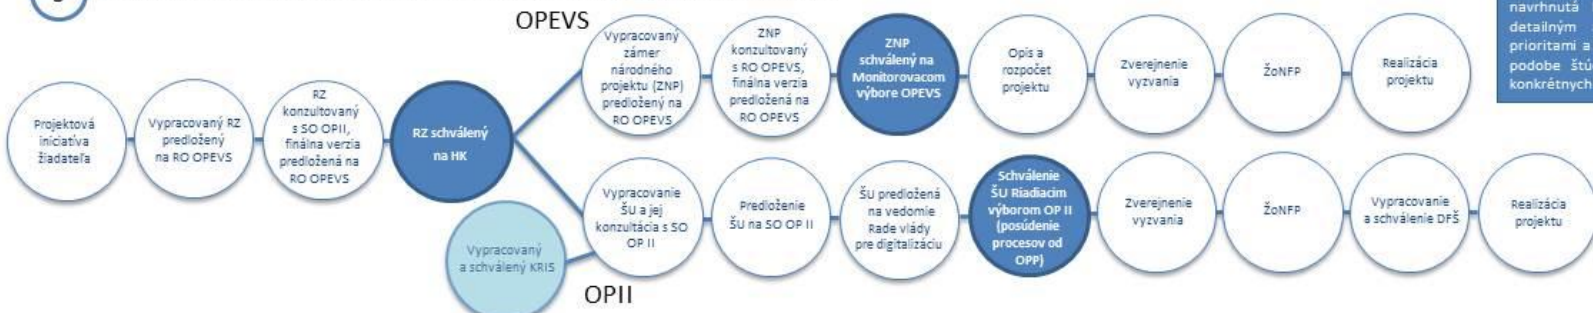 Projektová
iniciatíva
žiadateľa
Vypracovaný RZ
predložený
na RO OPEVS
RZ
konzultovaný
s SO OPII,
finálna verzia
predložená na
RO OPEVS
RZ schválený
na HK
OPEVS
Vypracovaný
zámer
národného
projektu (ZNP)
predložený na
RO OPEVS
ZNP
konzultovaný
s RO OPEVS,
finálna verzia
predložená na
RO OPEVS
ZNP
schválený na
Monitorovacom
výbore OPEVS
Opis a
rozpočet
projektu
Zverejnenie
vyzvania
ŽoNFP
Realizácia
projektu
navrhnutá
detailným
prioritami a
podobe
konkrétnych
Vypracovaný
a schválený KRIS
OPII
Vypracovanie
ŠU a jej
konzultácia s SO
OP II
Predloženie
ŠU na SO OP II
ŠU predložená
na vedomie
Rade vlády
pre digitalizáciu
Schválenie
ŠU Riadiacim
výborom OP II
(posúdenie
procesov od
OPP)
Zverejnenie
vyzvania
ŽoNFP
Vypracovanie
a schválenie DFŠ
Realizácia
projektu